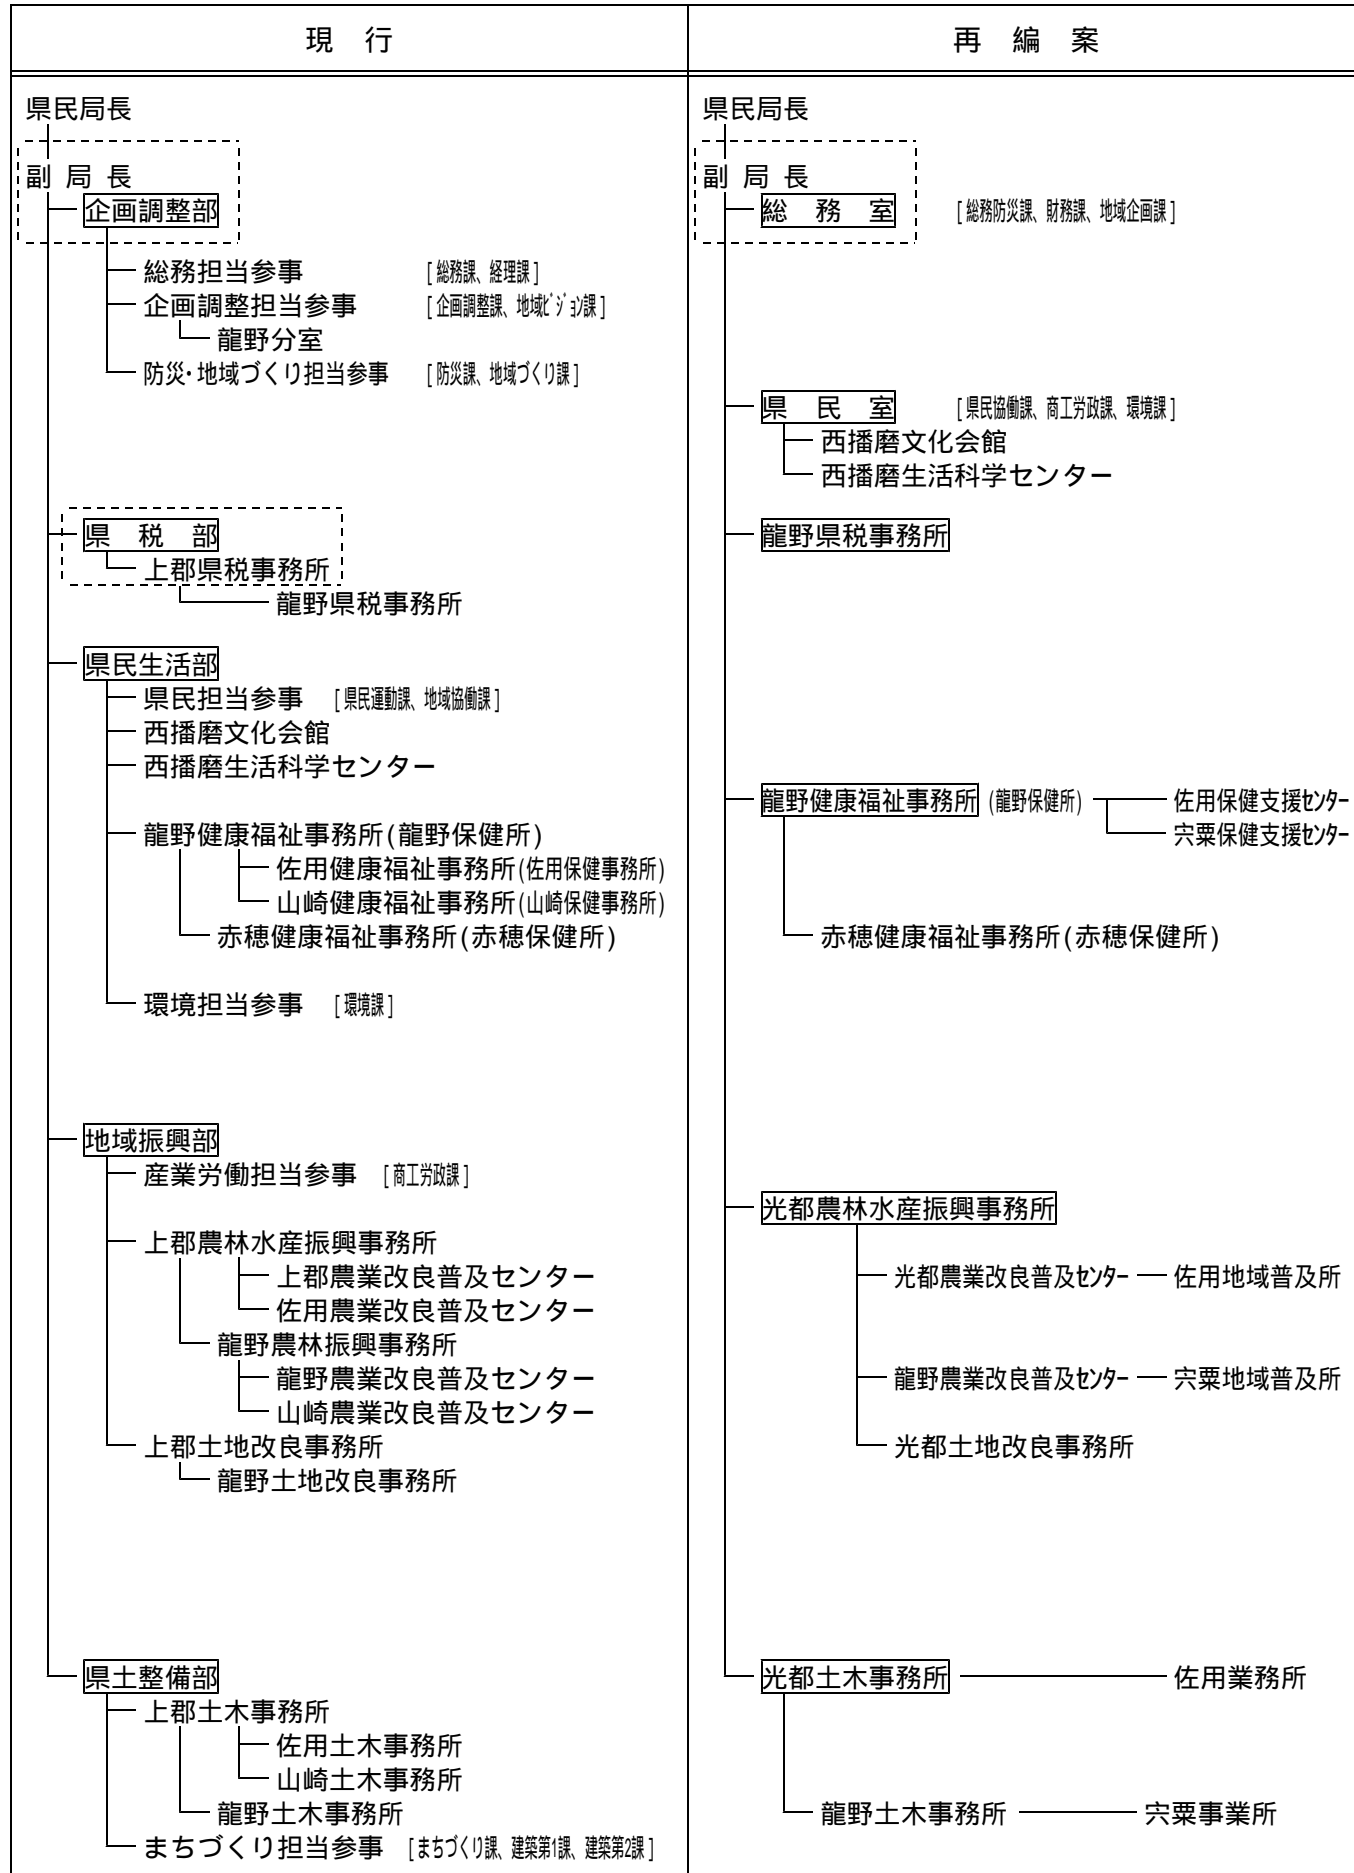 現　行
再　編　案
県民局長
副 局 長
企画調整部
総務担当参事 [総務課、経理課]
企画調整担当参事 [企画調整課、地域ﾋﾞｼﾞｮﾝ課]
龍野分室
防災・地域づくり担当参事 [防災課、地域づくり課]
県　税　部
上郡県税事務所
龍野県税事務所
県民生活部
県民担当参事 [県民運動課、地域協働課]
西播磨文化会館
西播磨生活科学センター
龍野健康福祉事務所(龍野保健所)
佐用健康福祉事務所(佐用保健事務所)
山崎健康福祉事務所(山崎保健事務所)
赤穂健康福祉事務所(赤穂保健所)
環境担当参事 [環境課]
地域振興部
産業労働担当参事 [商工労政課]
上郡農林水産振興事務所
上郡農業改良普及センター
佐用農業改良普及センター
龍野農林振興事務所
龍野農業改良普及センター
山崎農業改良普及センター
上郡土地改良事務所
龍野土地改良事務所
県土整備部
上郡土木事務所
佐用土木事務所
山崎土木事務所
龍野土木事務所
まちづくり担当参事 [まちづくり課、建築第1課、建築第2課]
県民局長
副 局 長
総　務　室 [総務防災課、財務課、地域企画課]
県　民　室 [県民協働課、商工労政課、環境課]
西播磨文化会館
西播磨生活科学センター
龍野県税事務所
龍野健康福祉事務所 (龍野保健所) 佐用保健支援ｾﾝﾀｰ
宍粟保健支援ｾﾝﾀｰ
赤穂健康福祉事務所(赤穂保健所)
光都農林水産振興事務所
光都農業改良普及ｾﾝﾀｰ 佐用地域普及所
龍野農業改良普及ｾﾝﾀｰ 宍粟地域普及所
光都土地改良事務所
光都土木事務所 佐用業務所
龍野土木事務所 宍粟事業所